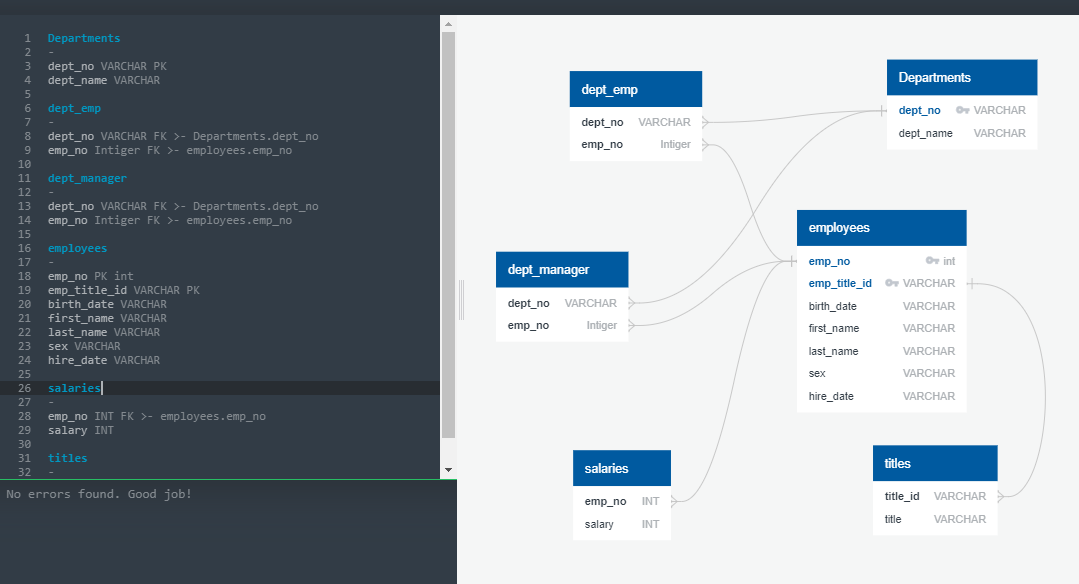 1 Departments
2 -
3 dept_no VARCHAR PK
4 dept_name VARCHAR
5
6 dept_emp
7 -
8 dept_no VARCHAR FK >- Departments.dept_no
9 emp_no Intiger FK >- employees.emp_no
10
11 dept_manager
12 -
13 dept_no VARCHAR FK >- Departments.dept_no
14 emp_no Intiger FK >- employees.emp_no
15
16 employees
17 -
18 emp_no PK int
19 emp_title_id VARCHAR PK
20 birth_date VARCHAR
21 first_name VARCHAR
22 last_name VARCHAR
23 sex VARCHAR
24 hire_date VARCHAR
25
26 salaries
27 -
28 emp_no INT FK >- employees.emp_no
29 salary INT
30
31 titles
32 -
No errors found. Good job!
dept_emp
dept_no VARCHAR
emp_no Intiger
Departments
dept_no VARCHAR
dept_name VARCHAR
dept_manager
dept_no VARCHAR
emp_no Intiger
employees
emp_no int
emp_title_id VARCHAR
birth_date VARCHAR
first_name VARCHAR
last_name VARCHAR
sex VARCHAR
hire_date VARCHAR
salaries
emp_no INT
salary INT
titles
title_id VARCHAR
title VARCHAR